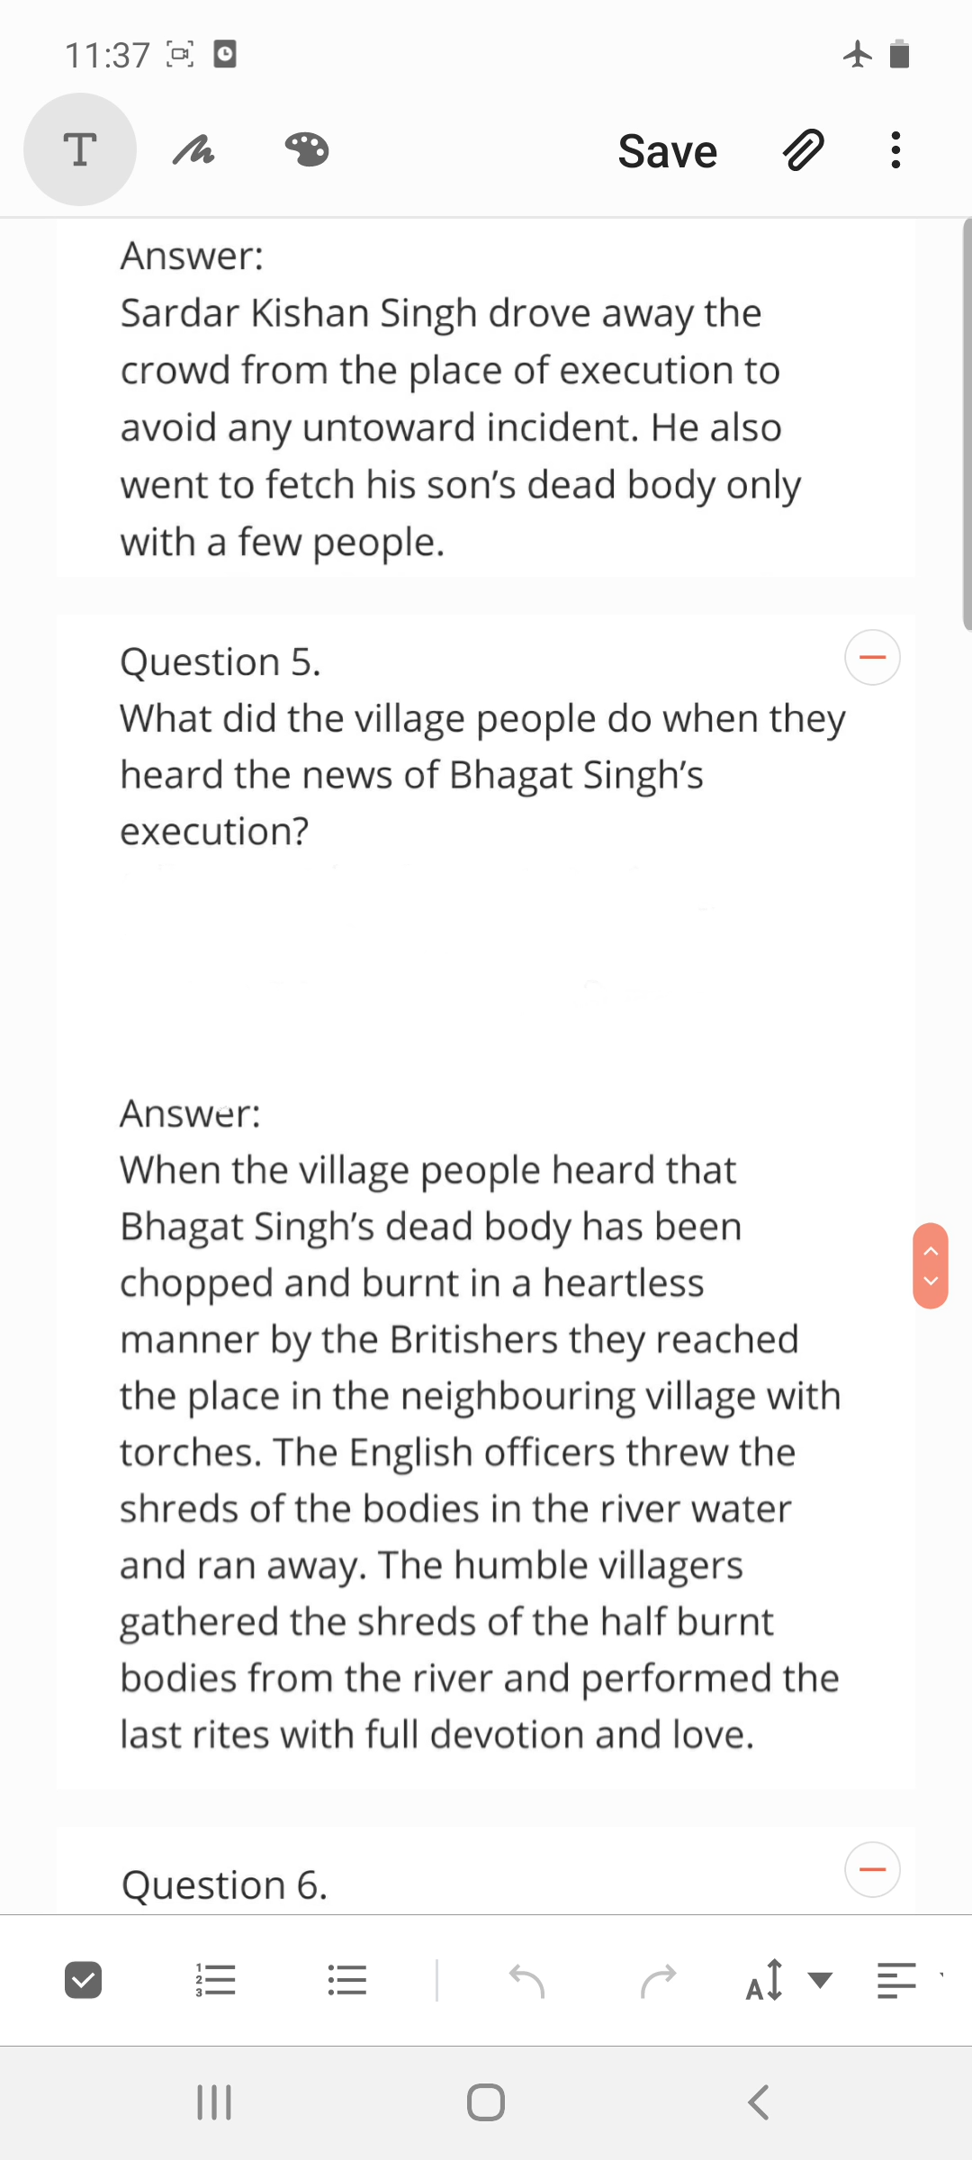 11:37
T
Save
Answer:
Sardar Kishan Singh drove away the
crowd from the place of execution to
avoid any untoward incident. He also
went to fetch his son’s dead body only
with a few people.
Question 5.
What did the village people do when they
heard the news of Bhagat Singh’s
execution?
Answer:
When the village people heard that
Bhagat Singh’s dead body has been
chopped and burnt in a heartless
manner by the Britishers they reached
the place in the neighbouring village with
torches. The English officers threw the
shreds of the bodies in the river water
and ran away. The humble villagers
gathered the shreds of the half burnt
bodies from the river and performed the
last rites with full devotion and love.
Question 6.
1
2
3
A